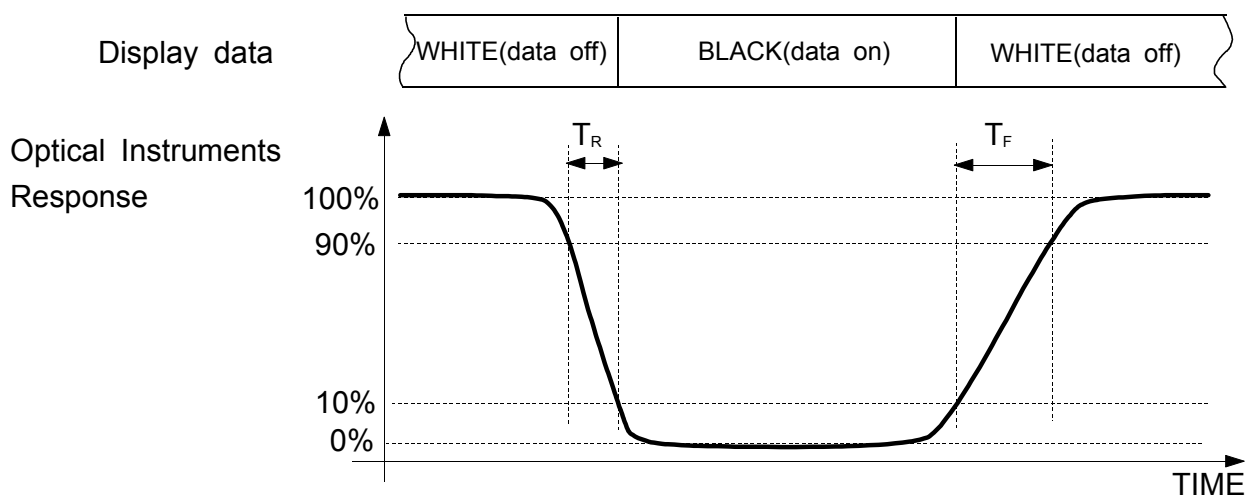 Display data
WHITE(data off)
BLACK(data on)
WHITE(data off)
Optical Instruments
Response
TR
TF
100%
90%
10%
0%
TIME